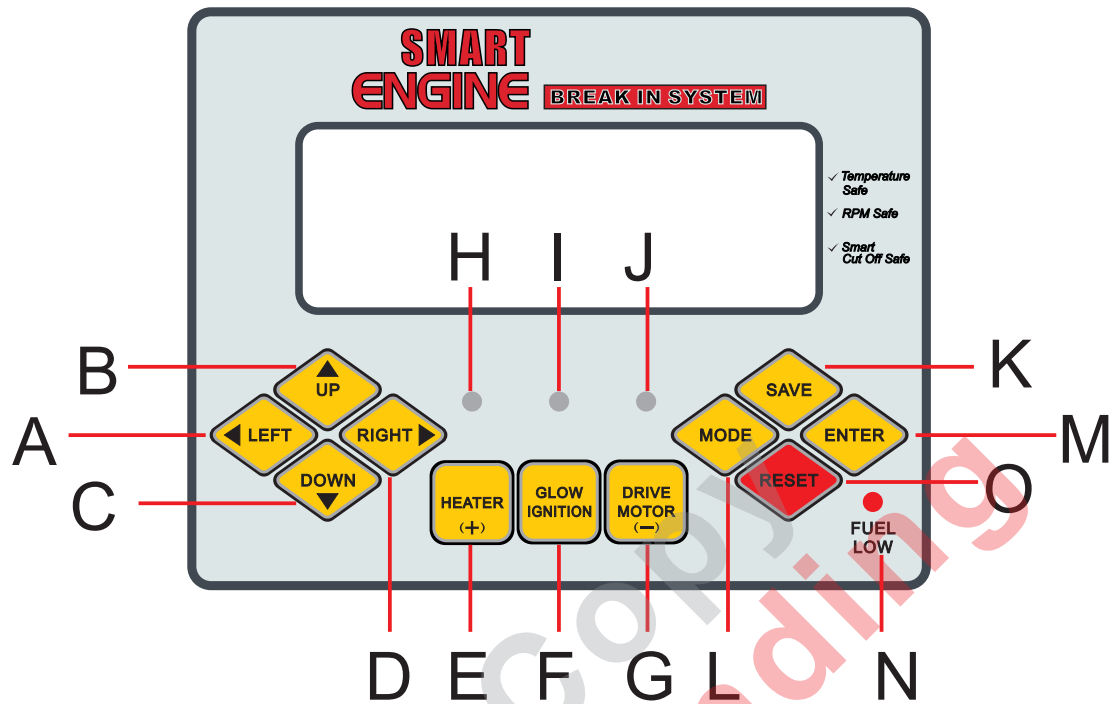 SMART
ENGINE BREAK IN SYSTEM
✓ Temperature
Safe
✓ RPM Safe
✓ Smart
Cut Off Safe
H I J
B UP SAVE K
A LEFT RIGHT MODE ENTER M
C DOWN RESET O
HEATER
(+)
GLOW
IGNITION
DRIVE
MOTOR
(−)
FUEL
LOW
D E F G L N
Copy